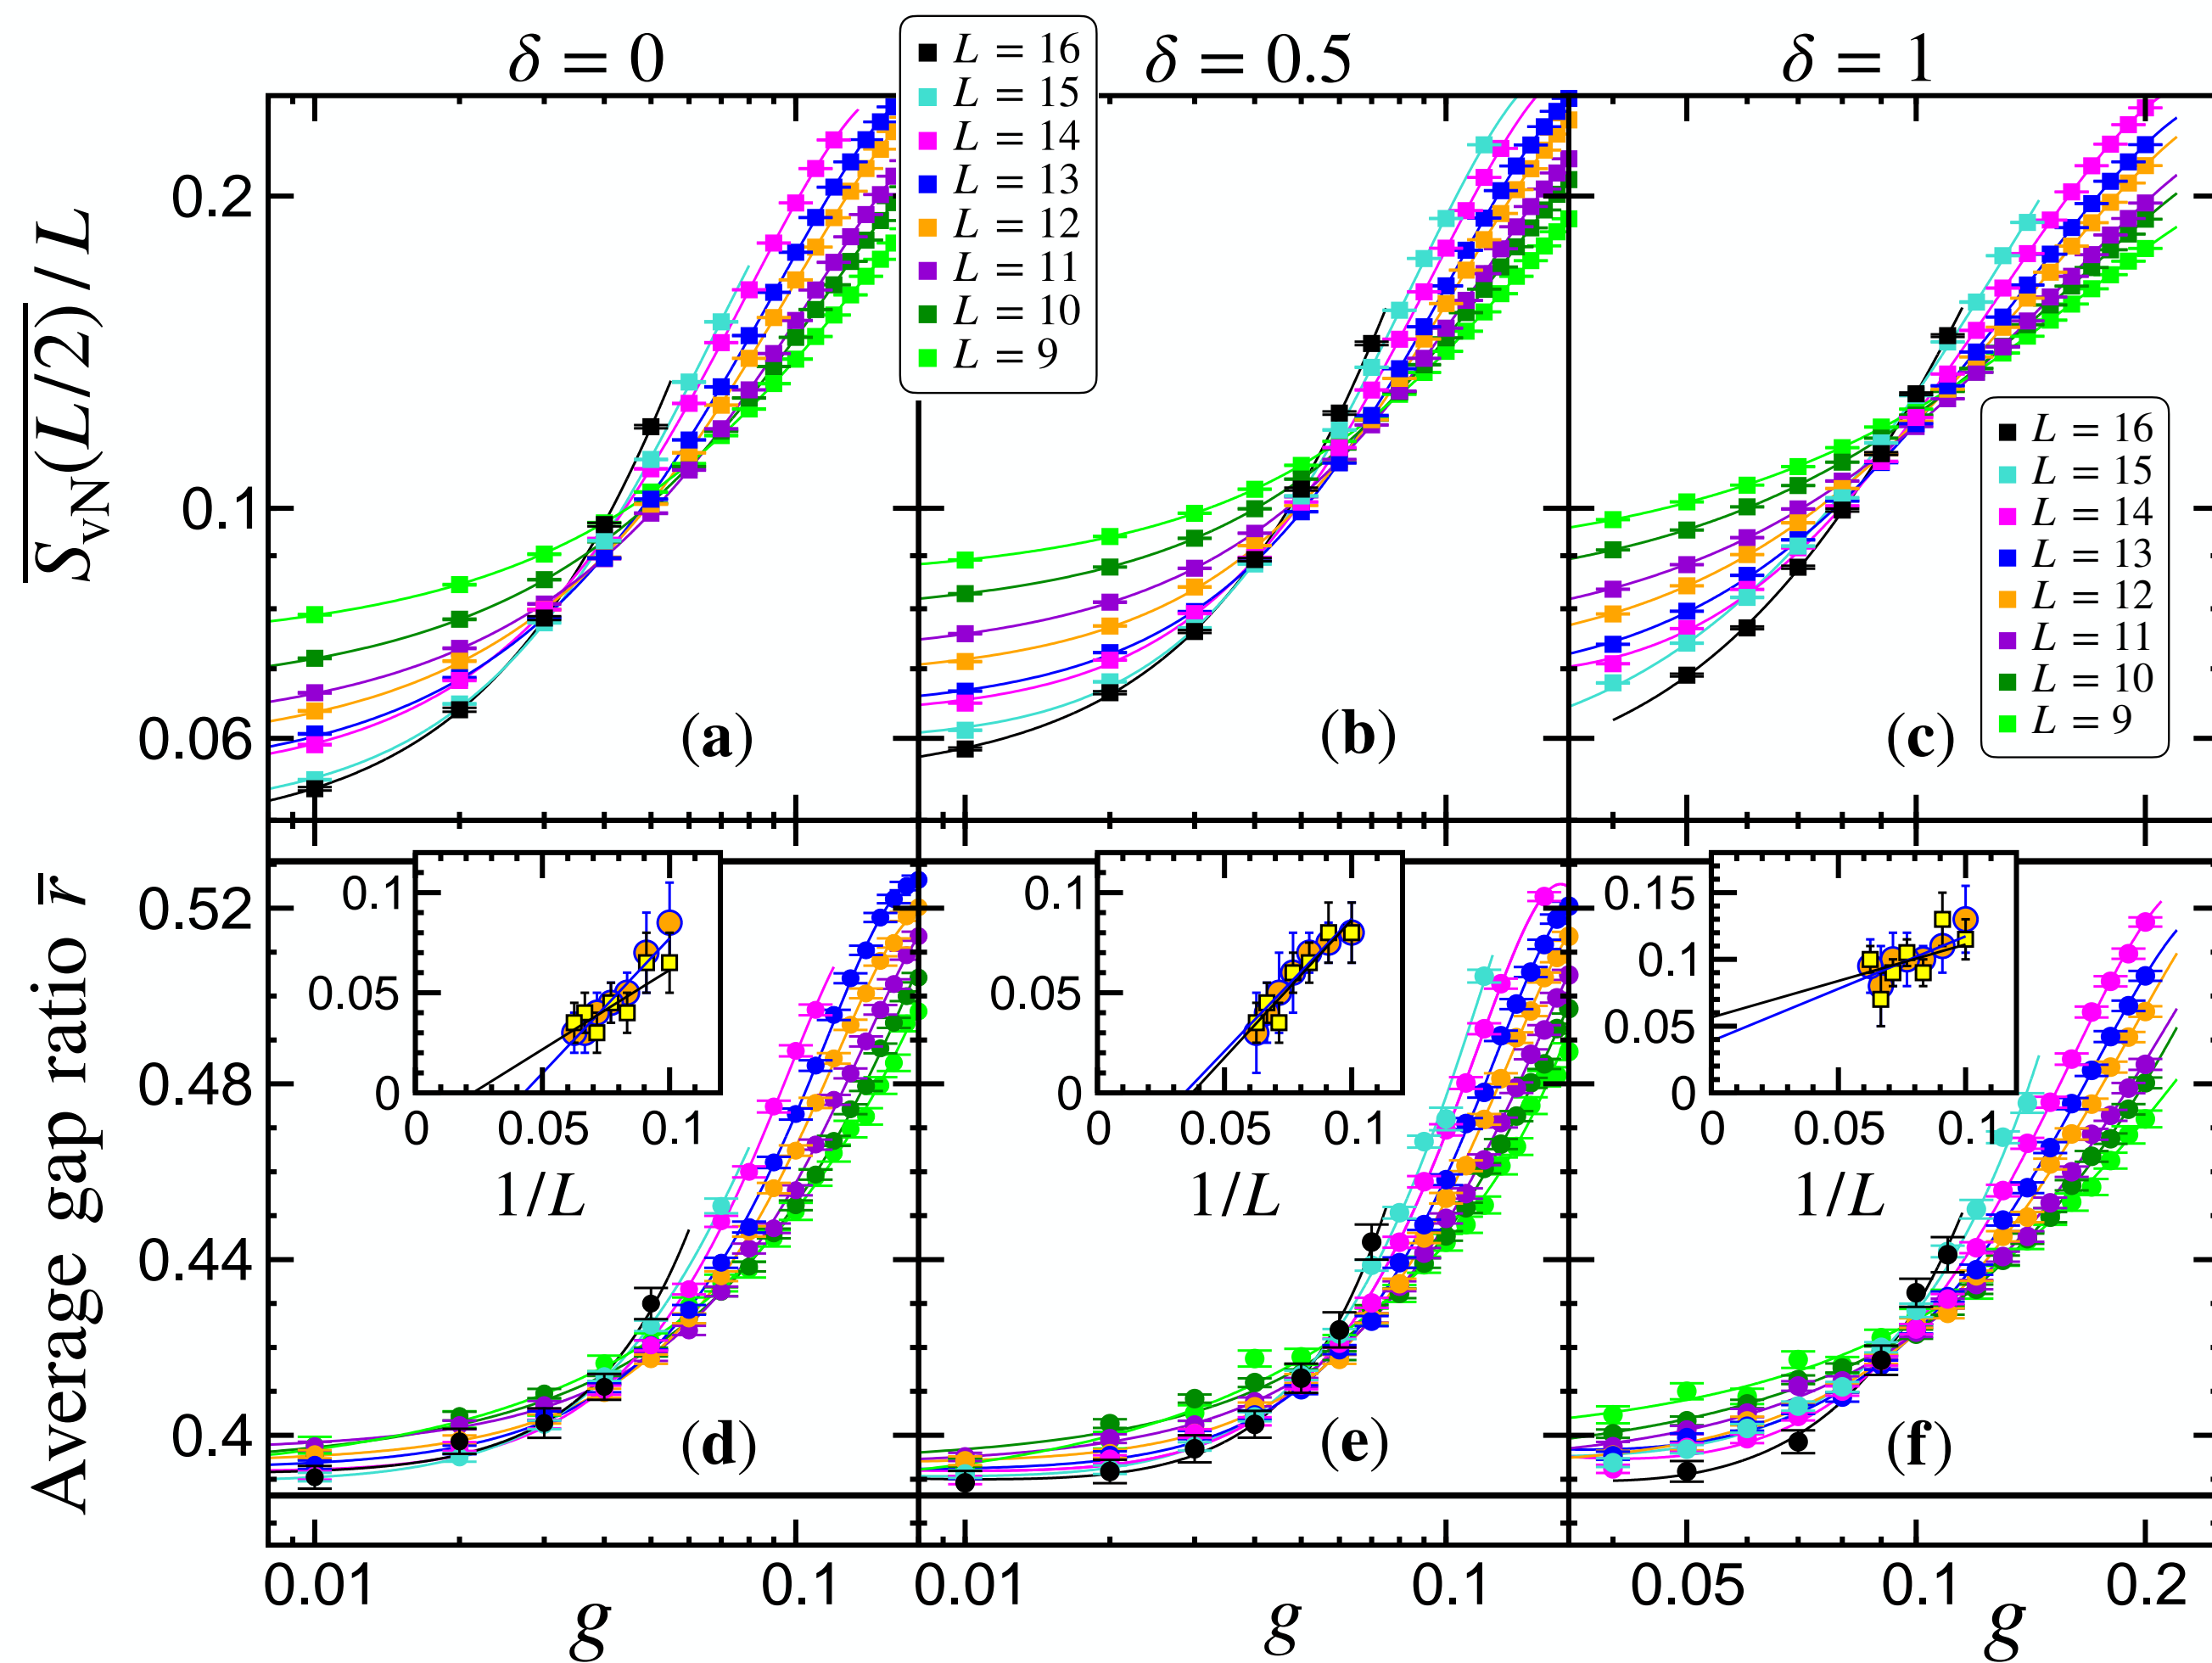 δ = 0
δ = 0.5
δ = 1
L = 16
L = 15
L = 14
L = 13
L = 12
L = 11
L = 10
L = 9
L = 16
L = 15
L = 14
L = 13
L = 12
L = 11
L = 10
L = 9
S̅vN(L/2) / L
0.2
0.1
0.06
(a)
(b)
(c)
Average gap ratio r̅
0.52
0.48
0.44
0.4
0.1
0.05
0
0
0.05
0.1
1/L
0.1
0.05
0
0
0.05
0.1
1/L
0.15
0.1
0.05
0
0
0.05
0.1
1/L
(d)
(e)
(f)
0.01
0.1
0.01
0.1
0.05
0.1
0.2
g
g
g